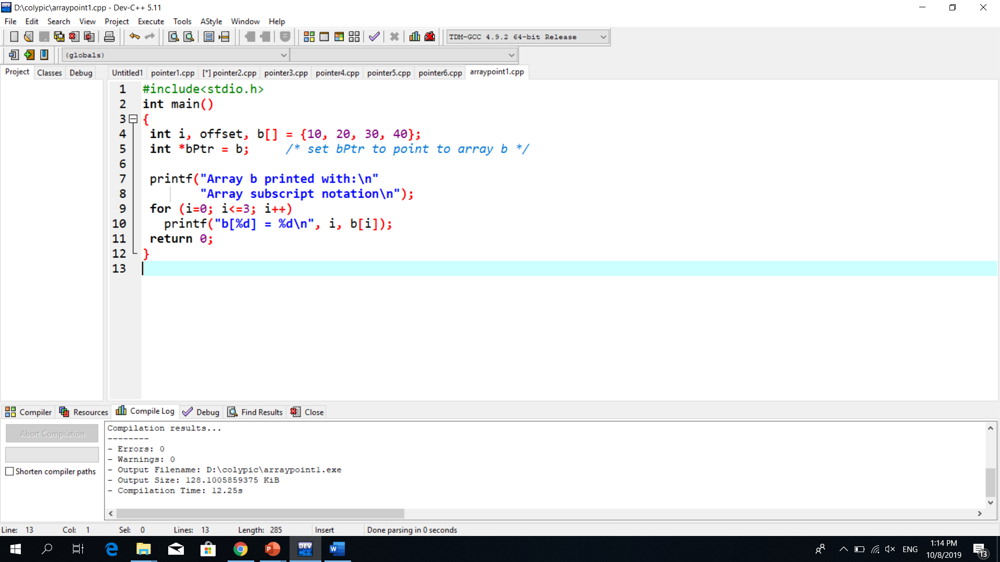 D:\colypic\arraypoint1.cpp - Dev-C++ 5.11
File Edit Search View Project Execute Tools AStyle Window Help
TDM-GCC 4.9.2 64-bit Release
(globals)
Project Classes Debug Untitled1 pointer1.cpp [*] pointer2.cpp pointer3.cpp pointer4.cpp pointer5.cpp pointer6.cpp arraypoint1.cpp
1 #include<stdio.h>
2 int main()
3 {
4 int i, offset, b[] = {10, 20, 30, 40};
5 int *bPtr = b; /* set bPtr to point to array b */
6
7 printf("Array b printed with:\n"
8 "Array subscript notation\n");
9 for (i=0; i<=3; i++)
10 printf("b[%d] = %d\n", i, b[i]);
11 return 0;
12 }
13
Compiler Resources Compile Log Debug Find Results Close
Abort Compilation
Shorten compiler paths
Compilation results...
--------
- Errors: 0
- Warnings: 0
- Output Filename: D:\colypic\arraypoint1.exe
- Output Size: 128.1005859375 KiB
- Compilation Time: 12.25s
Line: 13 Col: 1 Sel: 0 Lines: 13 Length: 285 Insert Done parsing in 0 seconds
DEV C++
ENG
1:14 PM
10/8/2019
13